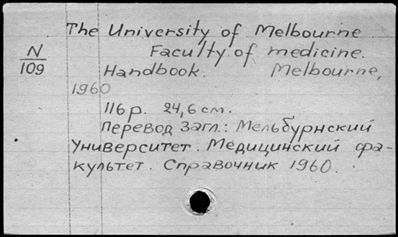 The University of Melbourne
N
109
Faculty of medicine.
Handbook. Melbourne,
1960
116 p. 24,6 см.
Перевод загл.: Мельбурнский
Университет. Медицинский фа-
культет. Справочник 1960.